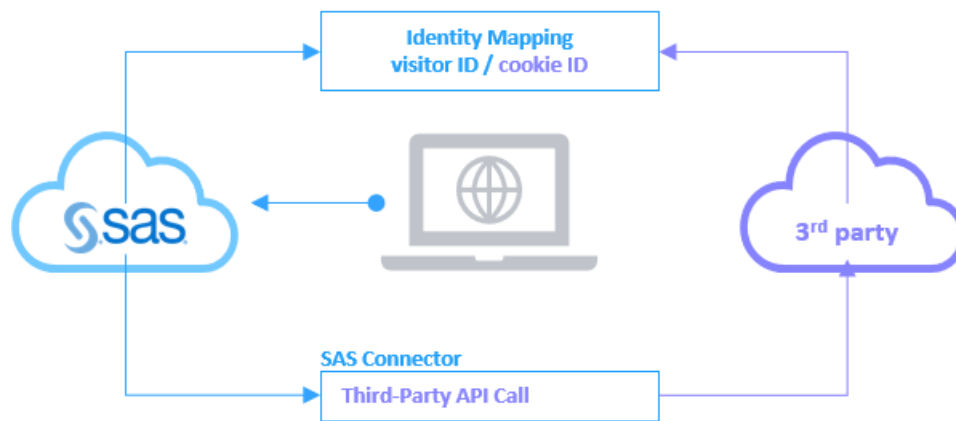 Identity Mapping
visitor ID / cookie ID
sas
3rd party
SAS Connector
Third-Party API Call